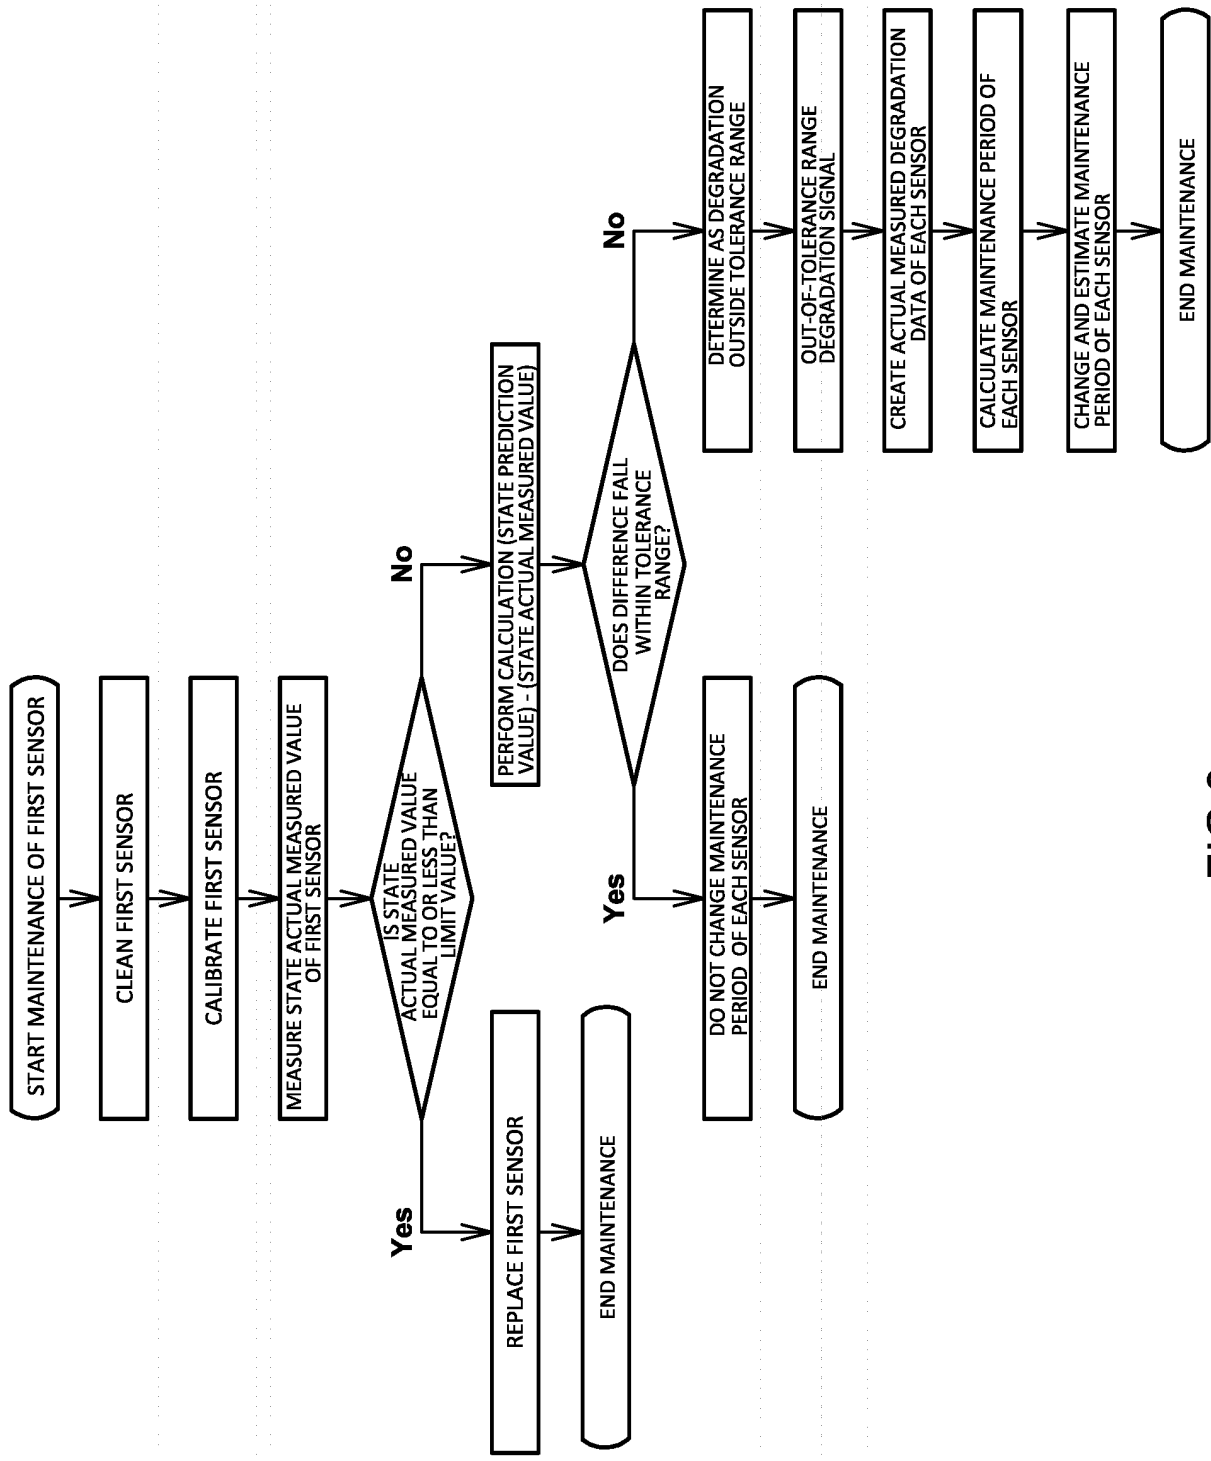 START MAINTENANCE OF FIRST SENSOR
CLEAN FIRST SENSOR
CALIBRATE FIRST SENSOR
MEASURE STATE ACTUAL MEASURED VALUE
OF FIRST SENSOR
IS STATE
ACTUAL MEASURED VALUE
EQUAL TO OR LESS THAN
LIMIT VALUE?
Yes
No
REPLACE FIRST SENSOR
END MAINTENANCE
PERFORM CALCULATION (STATE PREDICTION
VALUE) - (STATE ACTUAL MEASURED VALUE)
DOES DIFFERENCE FALL
WITHIN TOLERANCE
RANGE?
Yes
No
DO NOT CHANGE MAINTENANCE
PERIOD OF EACH SENSOR
END MAINTENANCE
DETERMINE AS DEGRADATION
OUTSIDE TOLERANCE RANGE
OUT-OF-TOLERANCE RANGE
DEGRADATION SIGNAL
CREATE ACTUAL MEASURED DEGRADATION
DATA OF EACH SENSOR
CALCULATE MAINTENANCE PERIOD OF
EACH SENSOR
CHANGE AND ESTIMATE MAINTENANCE
PERIOD OF EACH SENSOR
END MAINTENANCE